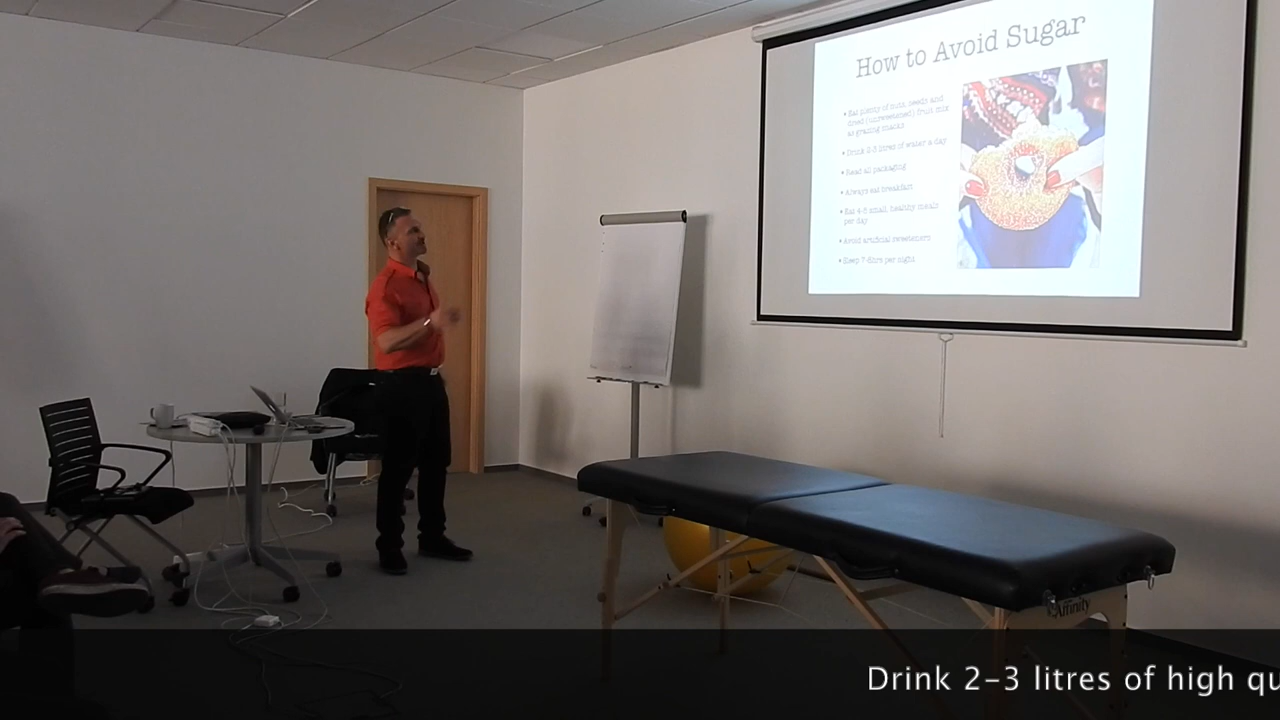 How to Avoid Sugar
• Eat plenty of nuts, seeds and
dried (unsweetened) fruit mix
as grazing snacks
• Drink 2-3 litres of water a day
• Read all packaging
• Always eat breakfast
• Eat 4-5 small, healthy meals
per day
• Avoid artificial sweeteners
• Sleep 7-8hrs per night
Affinity
Drink 2-3 litres of high qu